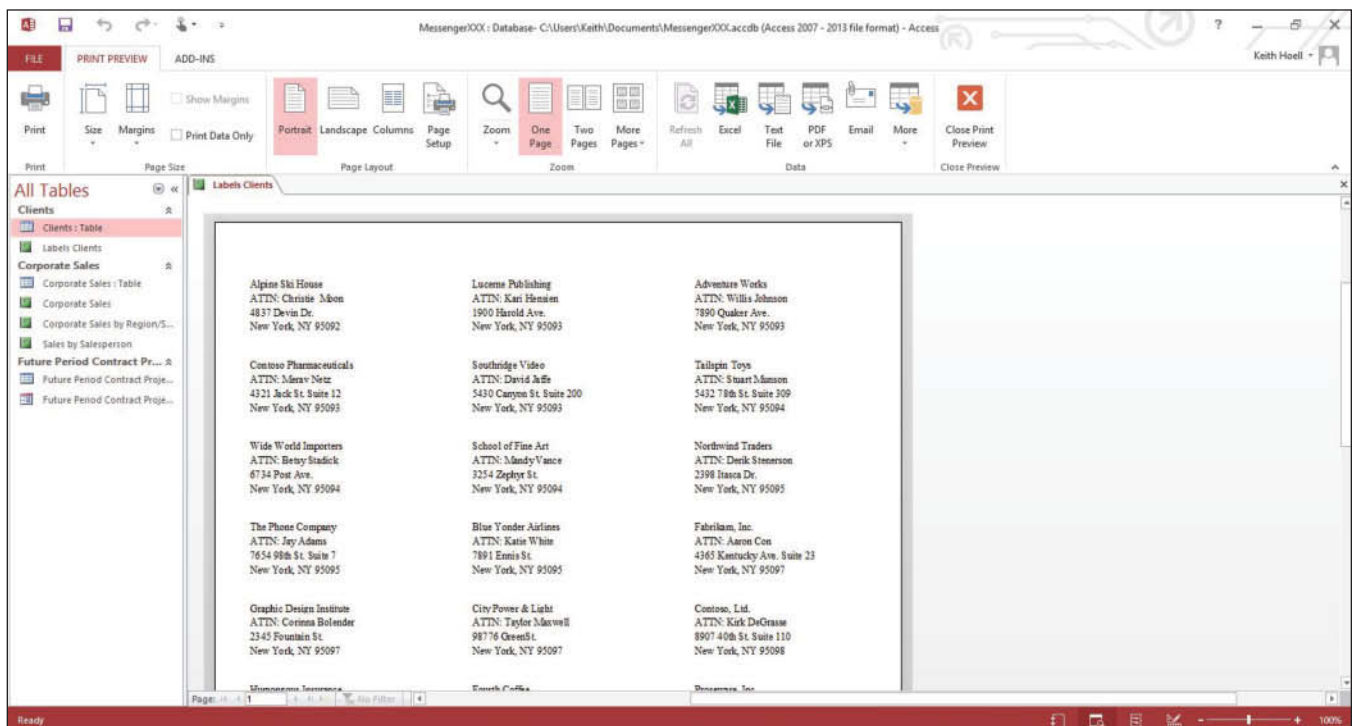 MessengerXXX : Database- C:\Users\Keith\Documents\MessengerXXX.accdb (Access 2007 - 2013 file format) - Access
?
Keith Hoell
FILE PRINT PREVIEW ADD-INS
Print
Size
Margins
Show Margins
Print Data Only
Portrait
Landscape
Columns
Page Setup
Zoom
One Page
Two Pages
More Pages
Refresh All
Excel
Text File
PDF or XPS
Email
More
Close Print Preview
Print
Page Size
Page Layout
Zoom
Data
Close Preview
All Tables
Clients
Clients : Table
Labels Clients
Corporate Sales
Corporate Sales : Table
Corporate Sales
Corporate Sales by Region/S...
Sales by Salesperson
Future Period Contract Pr...
Future Period Contract Proje...
Future Period Contract Proje...
Labels Clients
Alpine Ski House
ATTN: Christie Moon
4837 Devin Dr.
New York, NY 95092
Lucerne Publishing
ATTN: Kari Hensien
1900 Harold Ave.
New York, NY 95093
Adventure Works
ATTN: Willis Johnson
7890 Quaker Ave.
New York, NY 95093
Contoso Pharmaceuticals
ATTN: Merav Netz
4321 Jack St. Suite 12
New York, NY 95093
Southridge Video
ATTN: David Jaffe
5430 Canyon St. Suite 200
New York, NY 95093
Tailspin Toys
ATTN: Stuart Munson
5432 78th St. Suite 309
New York, NY 95094
Wide World Importers
ATTN: Betsy Stadick
6734 Post Ave.
New York, NY 95094
School of Fine Art
ATTN: Mandy Vance
3254 Zephyr St.
New York, NY 95094
Northwind Traders
ATTN: Derik Stenerson
2398 Itasca Dr.
New York, NY 95095
The Phone Company
ATTN: Jay Adams
7654 98th St. Suite 7
New York, NY 95095
Blue Yonder Airlines
ATTN: Katie White
7891 Ennis St.
New York, NY 95095
Fabrikam, Inc.
ATTN: Aaron Con
4365 Kentucky Ave. Suite 23
New York, NY 95097
Graphic Design Institute
ATTN: Corinna Bolender
2345 Fountain St.
New York, NY 95097
City Power & Light
ATTN: Taylor Maxwell
98776 GreenSt.
New York, NY 95097
Contoso, Ltd.
ATTN: Kirk DeGrasse
8907 40th St. Suite 110
New York, NY 95098
Humongous Insurance
Fourth Coffee
Proseware, Inc.
Page: 1
No Filter
Ready
100%